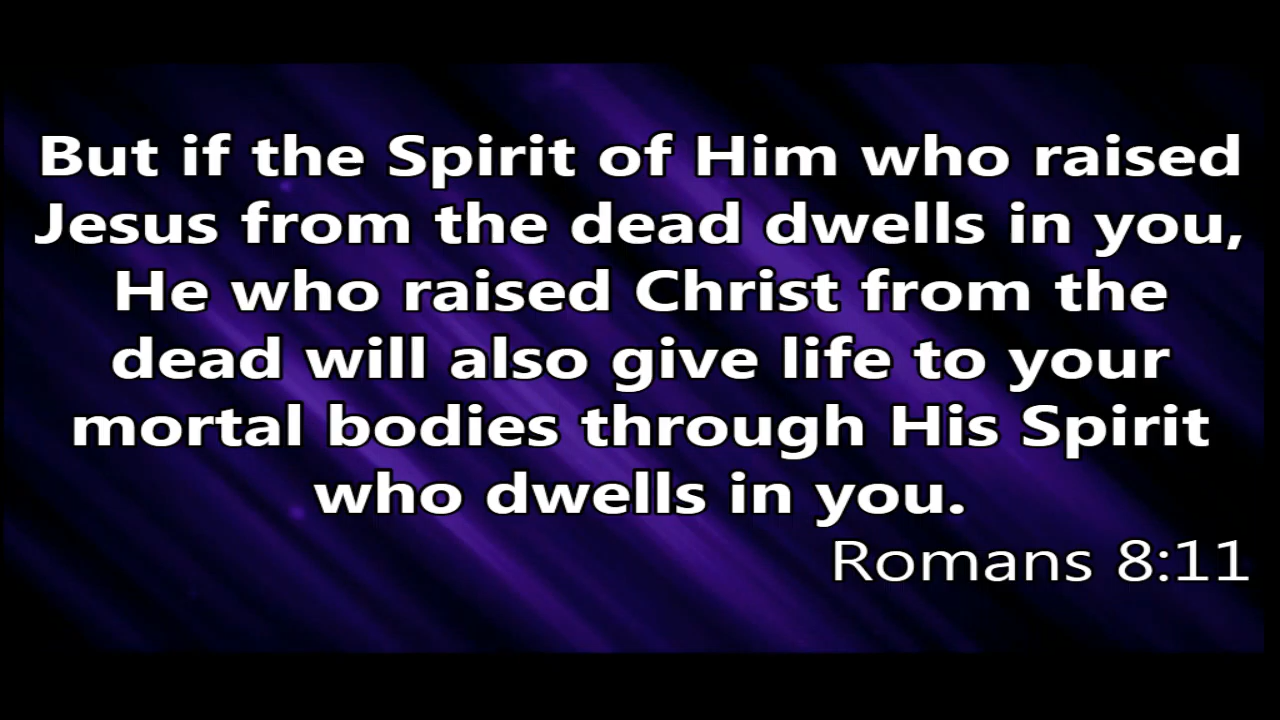 But if the Spirit of Him who raised
Jesus from the dead dwells in you,
He who raised Christ from the
dead will also give life to your
mortal bodies through His Spirit
who dwells in you.
Romans 8:11